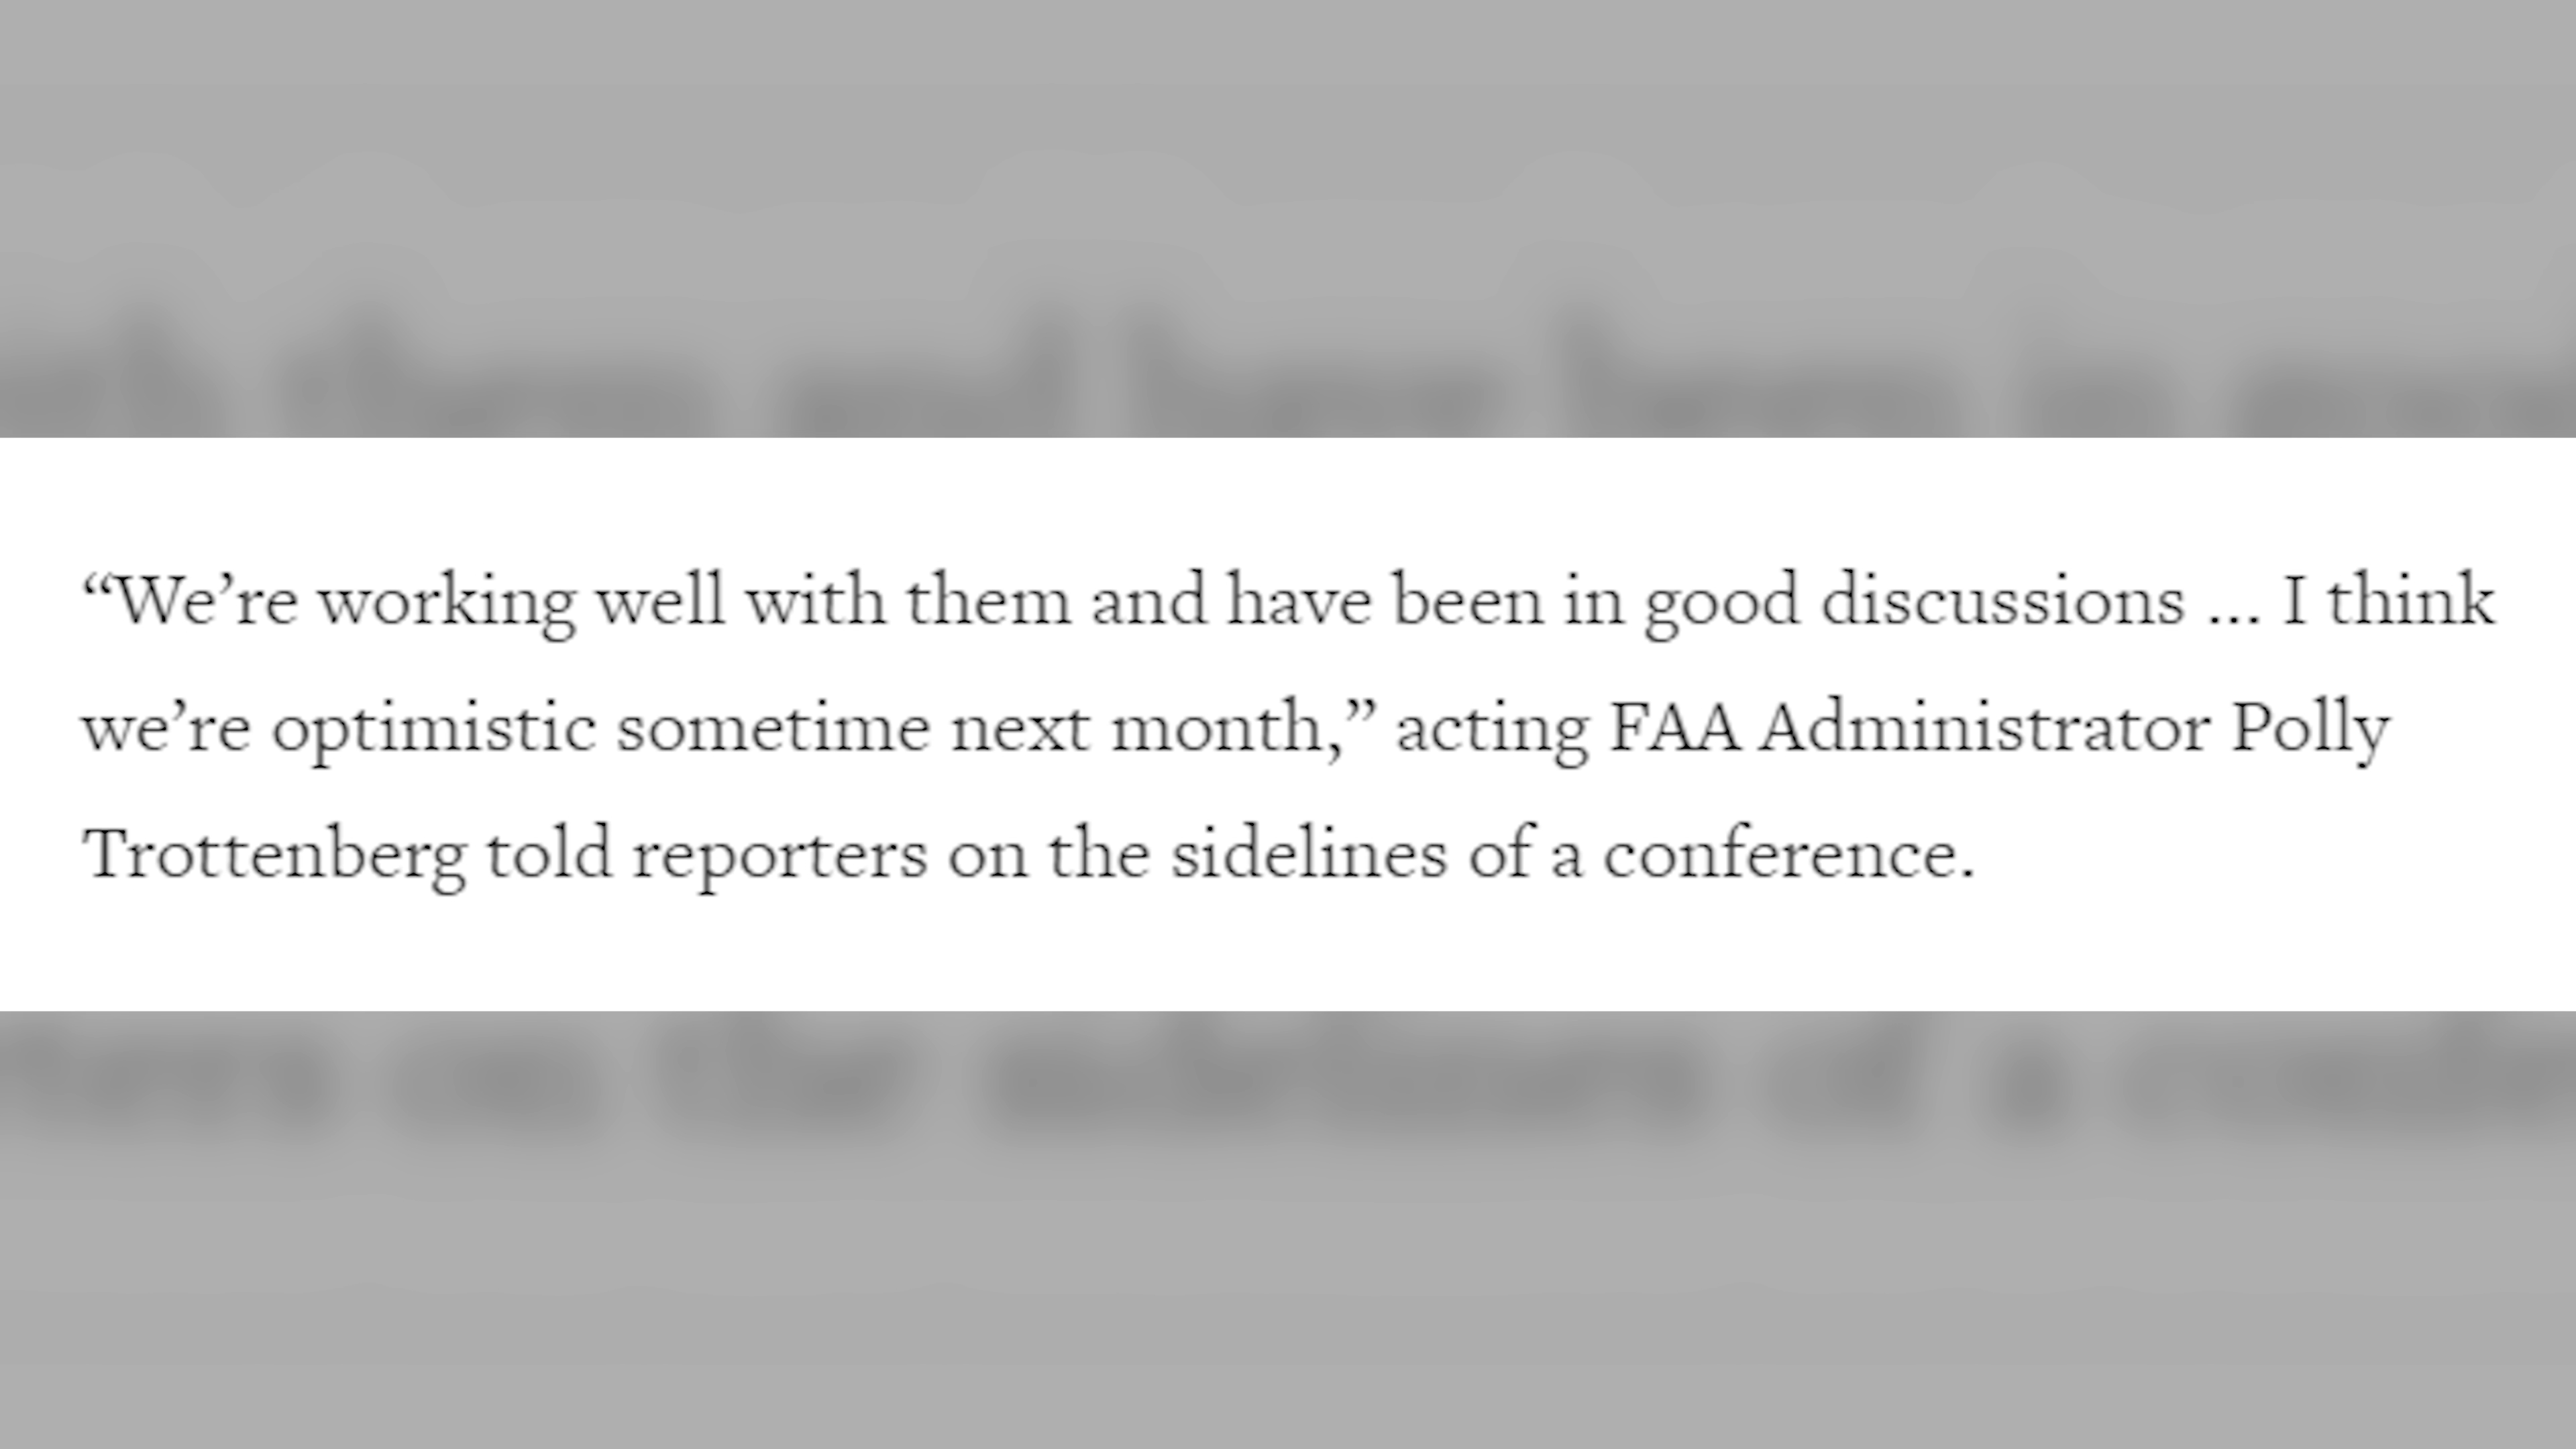 “We’re working well with them and have been in good discussions ... I think
we’re optimistic sometime next month,” acting FAA Administrator Polly
Trottenberg told reporters on the sidelines of a conference.